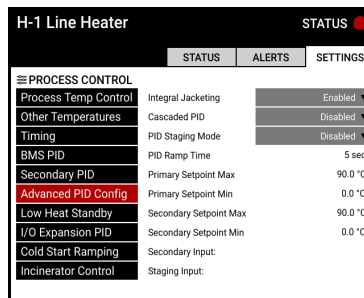 H-1 Line Heater STATUS
STATUS ALERTS SETTINGS
PROCESS CONTROL
Process Temp Control Integral Jacketing Enabled
Other Temperatures Cascaded PID Disabled
Timing PID Staging Mode Disabled
BMS PID PID Ramp Time 5 sec
Secondary PID Primary Setpoint Max 90.0 °C
Advanced PID Config Primary Setpoint Min 0.0 °C
Low Heat Standby Secondary Setpoint Max 90.0 °C
I/O Expansion PID Secondary Setpoint Min 0.0 °C
Cold Start Ramping Secondary Input:
Incinerator Control Staging Input: